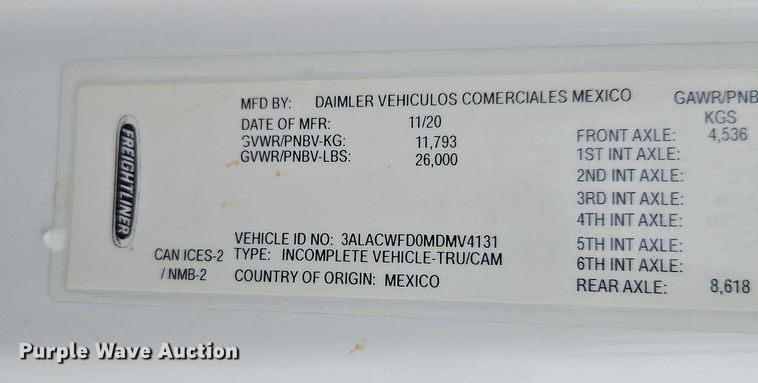 MFD BY: DAIMLER VEHICULOS COMERCIALES MEXICO GAWR/PNB
KGS
DATE OF MFR: 11/20
GVWR/PNBV-KG: 11,793
GVWR/PNBV-LBS: 26,000
FRONT AXLE: 4,536
1ST INT AXLE:
2ND INT AXLE:
3RD INT AXLE:
4TH INT AXLE:
5TH INT AXLE:
6TH INT AXLE:
REAR AXLE: 8,618
FREIGHTLINER
VEHICLE ID NO: 3ALACWFD0MDMV4131
CAN ICES-2 TYPE: INCOMPLETE VEHICLE-TRU/CAM
/ NMB-2
COUNTRY OF ORIGIN: MEXICO
Purple Wave Auction